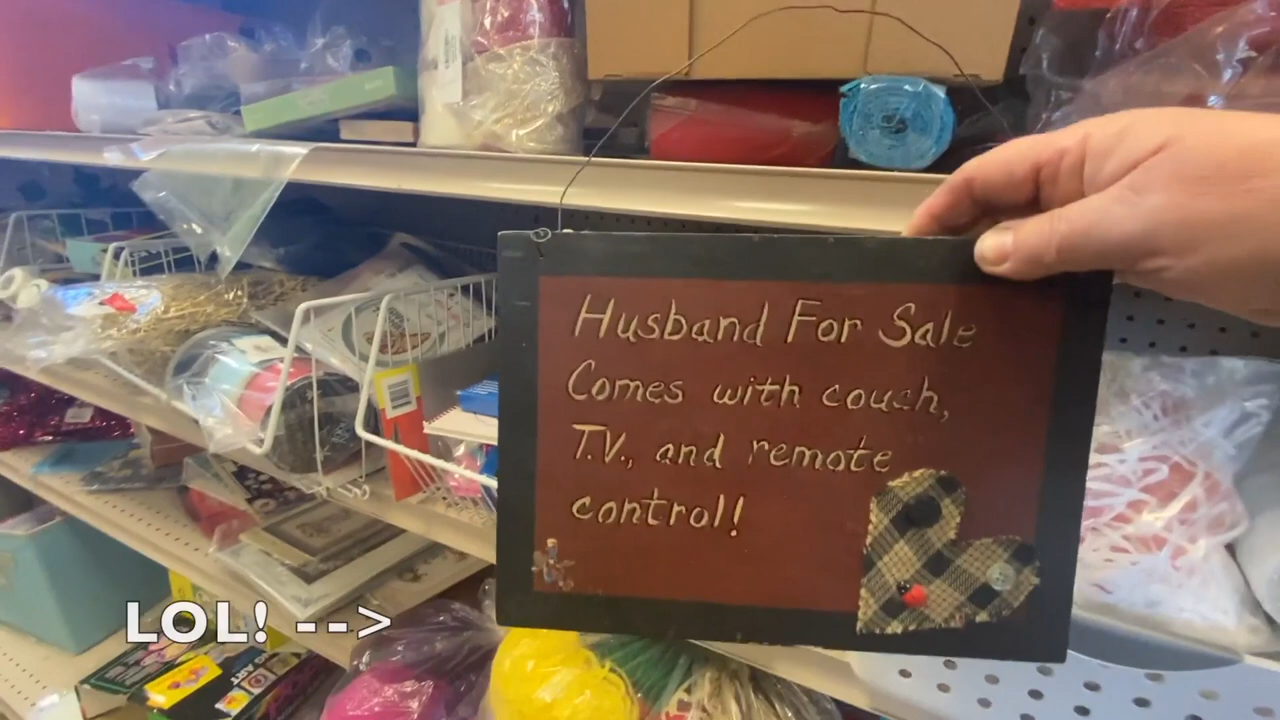 Husband For Sale
Comes with couch,
T.V., and remote
control!
LOL! -->